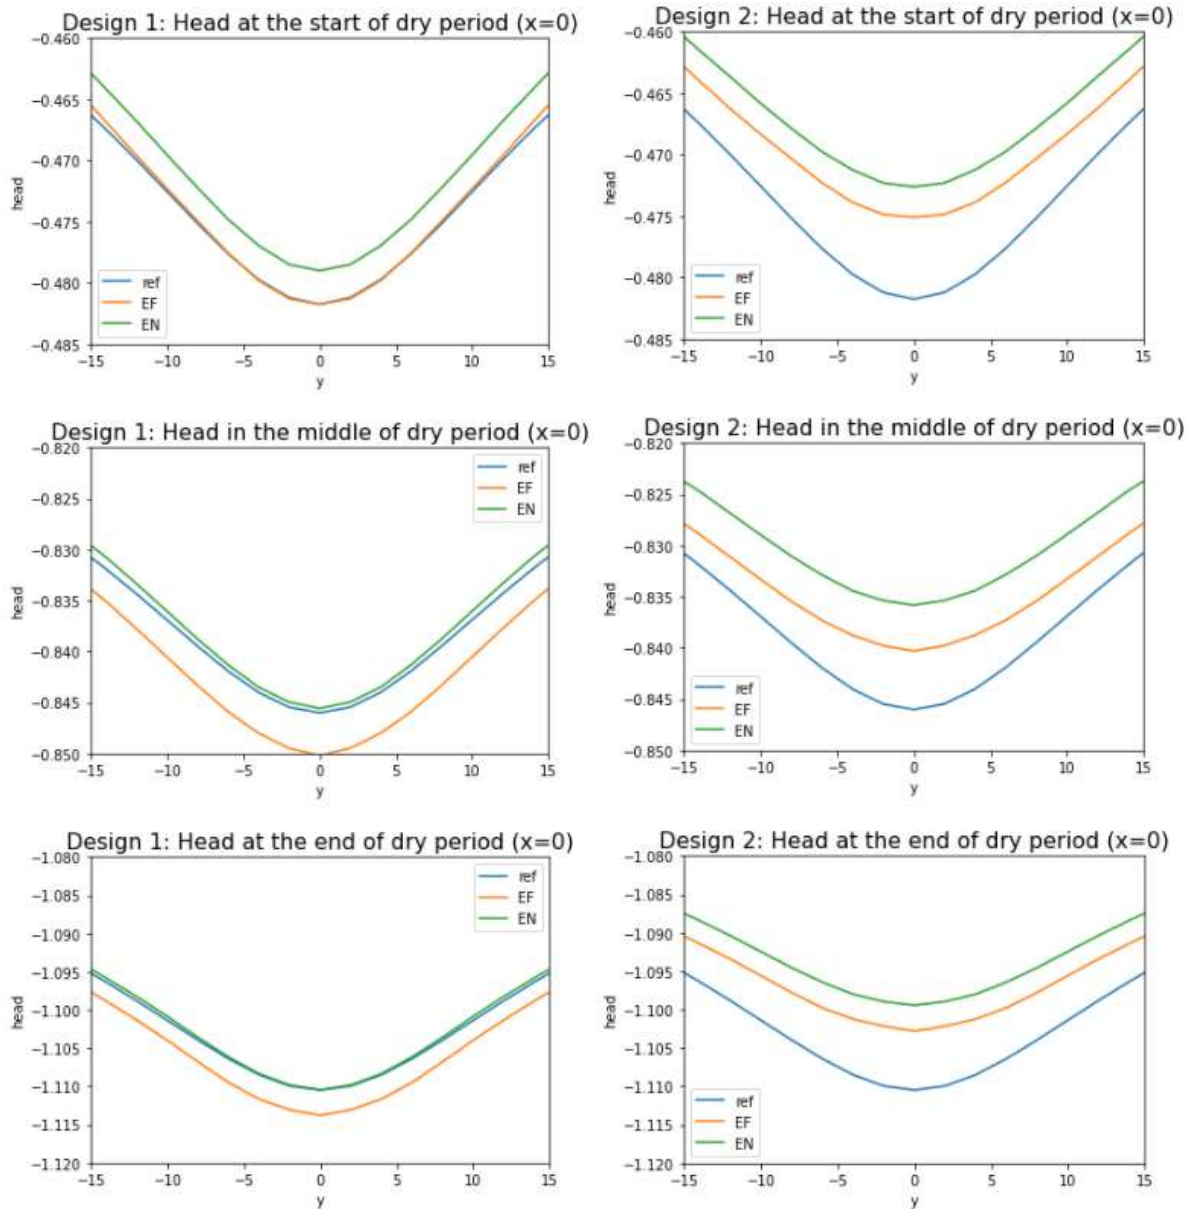 Design 1: Head at the start of dry period (x=0)
−0.460
−0.465
−0.470
−0.475
−0.480
−0.485
head
ref
EF
EN
−15
−10
−5
0
5
10
15
y
Design 2: Head at the start of dry period (x=0)
−0.460
−0.465
−0.470
−0.475
−0.480
−0.485
head
ref
EF
EN
−15
−10
−5
0
5
10
15
y
Design 1: Head in the middle of dry period (x=0)
−0.820
−0.825
−0.830
−0.835
−0.840
−0.845
−0.850
head
ref
EF
EN
−15
−10
−5
0
5
10
15
y
Design 2: Head in the middle of dry period (x=0)
−0.820
−0.825
−0.830
−0.835
−0.840
−0.845
−0.850
head
ref
EF
EN
−15
−10
−5
0
5
10
15
y
Design 1: Head at the end of dry period (x=0)
−1.080
−1.085
−1.090
−1.095
−1.100
−1.105
−1.110
−1.115
−1.120
head
ref
EF
EN
−15
−10
−5
0
5
10
15
y
Design 2: Head at the end of dry period (x=0)
−1.080
−1.085
−1.090
−1.095
−1.100
−1.105
−1.110
−1.115
−1.120
head
ref
EF
EN
−15
−10
−5
0
5
10
15
y